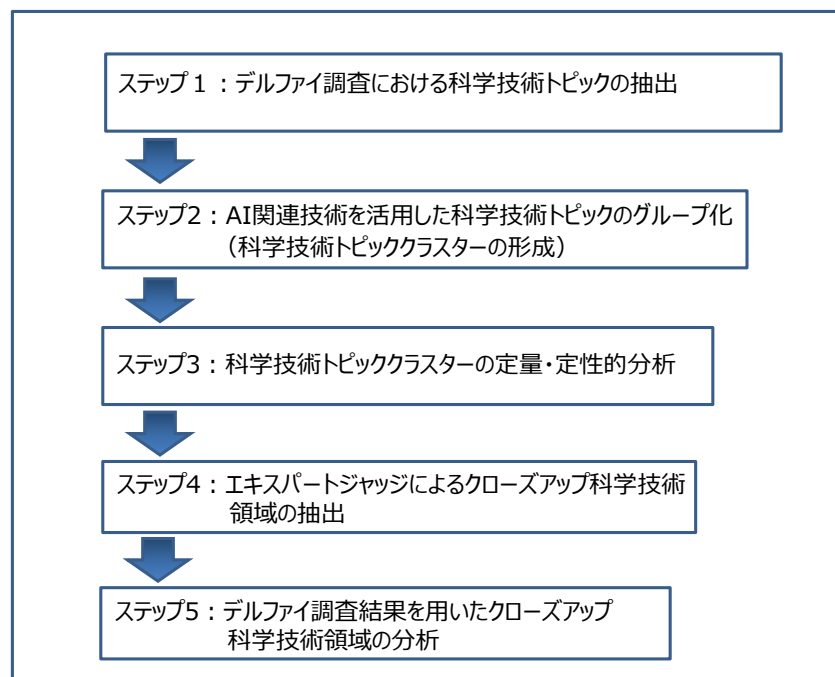 ステップ１：デルファイ調査における科学技術トピックの抽出
ステップ2：AI関連技術を活用した科学技術トピックのグループ化
（科学技術トピッククラスターの形成）
ステップ3：科学技術トピッククラスターの定量・定性的分析
ステップ4：エキスパートジャッジによるクローズアップ科学技術
領域の抽出
ステップ5：デルファイ調査結果を用いたクローズアップ
科学技術領域の分析